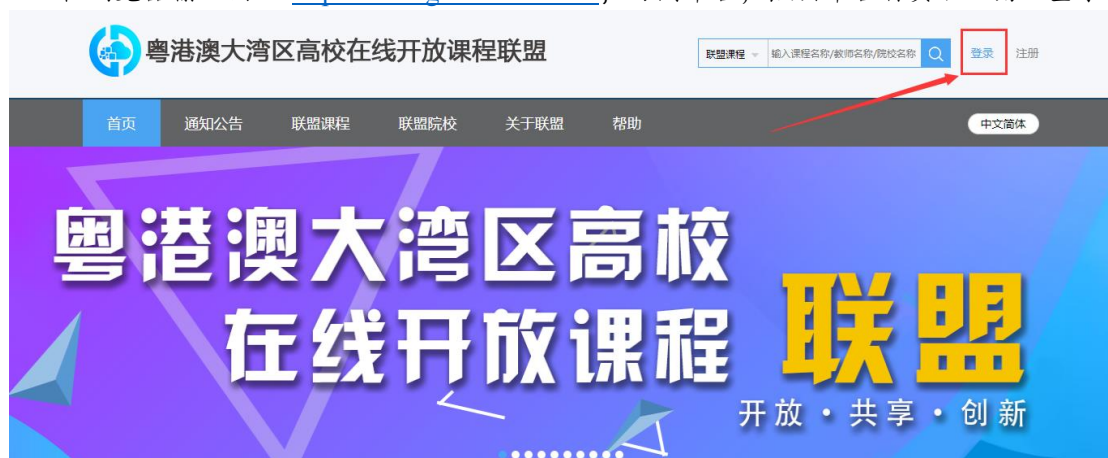 粤港澳大湾区高校在线开放课程联盟
联盟课程 输入课程名称/教师名称/院校名称 登录 注册
首页 通知公告 联盟课程 联盟院校 关于联盟 帮助 中文简体
粤港澳大湾区高校
在线开放课程
联盟
开放·共享·创新